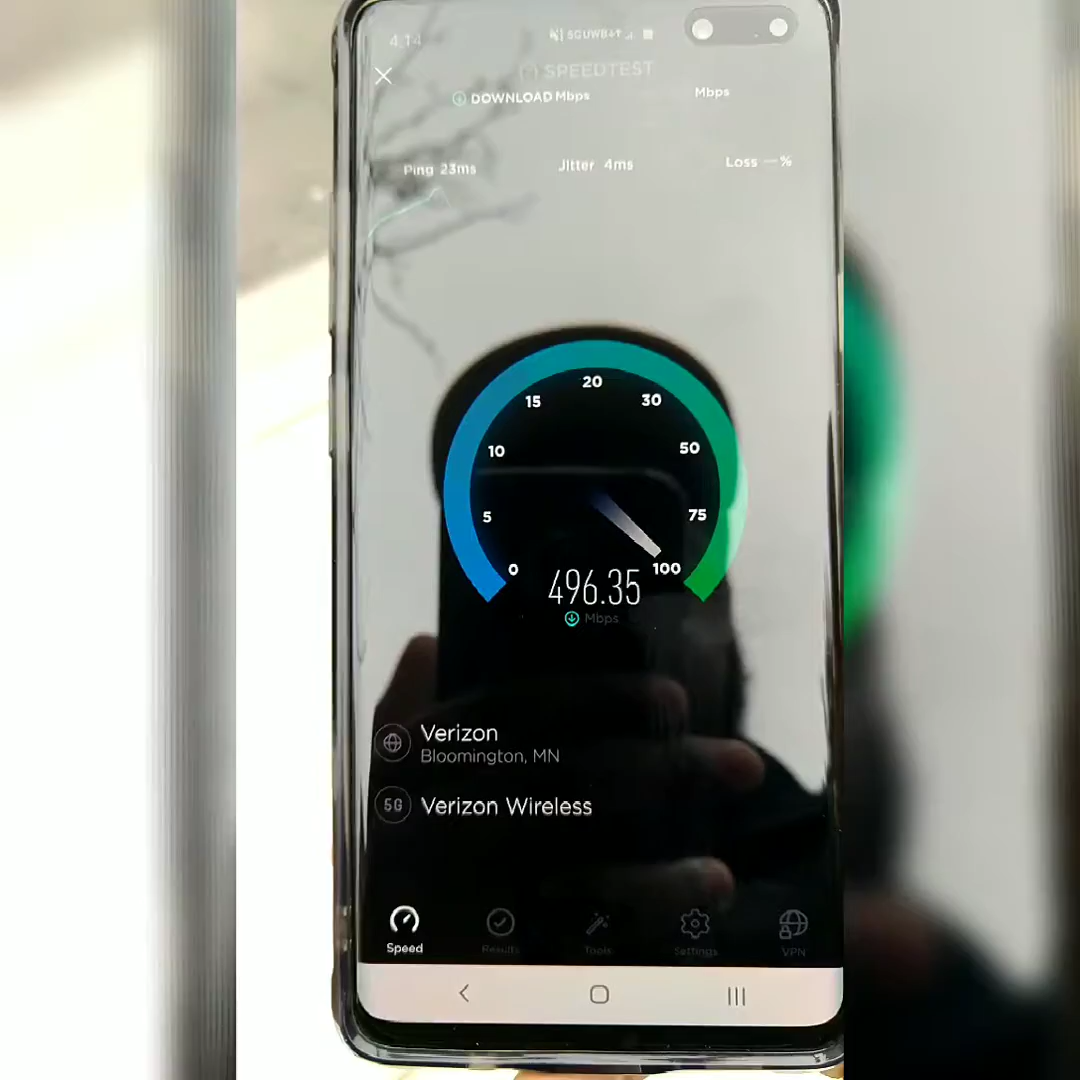 4:14
5GUWB
SPEEDTEST
DOWNLOAD Mbps
Mbps
Ping 23ms
Jitter 4ms
Loss —%
20
15
30
10
50
5
75
0
100
496.35
Mbps
Verizon
Bloomington, MN
5G
Verizon Wireless
Speed
Results
Tools
Settings
VPN